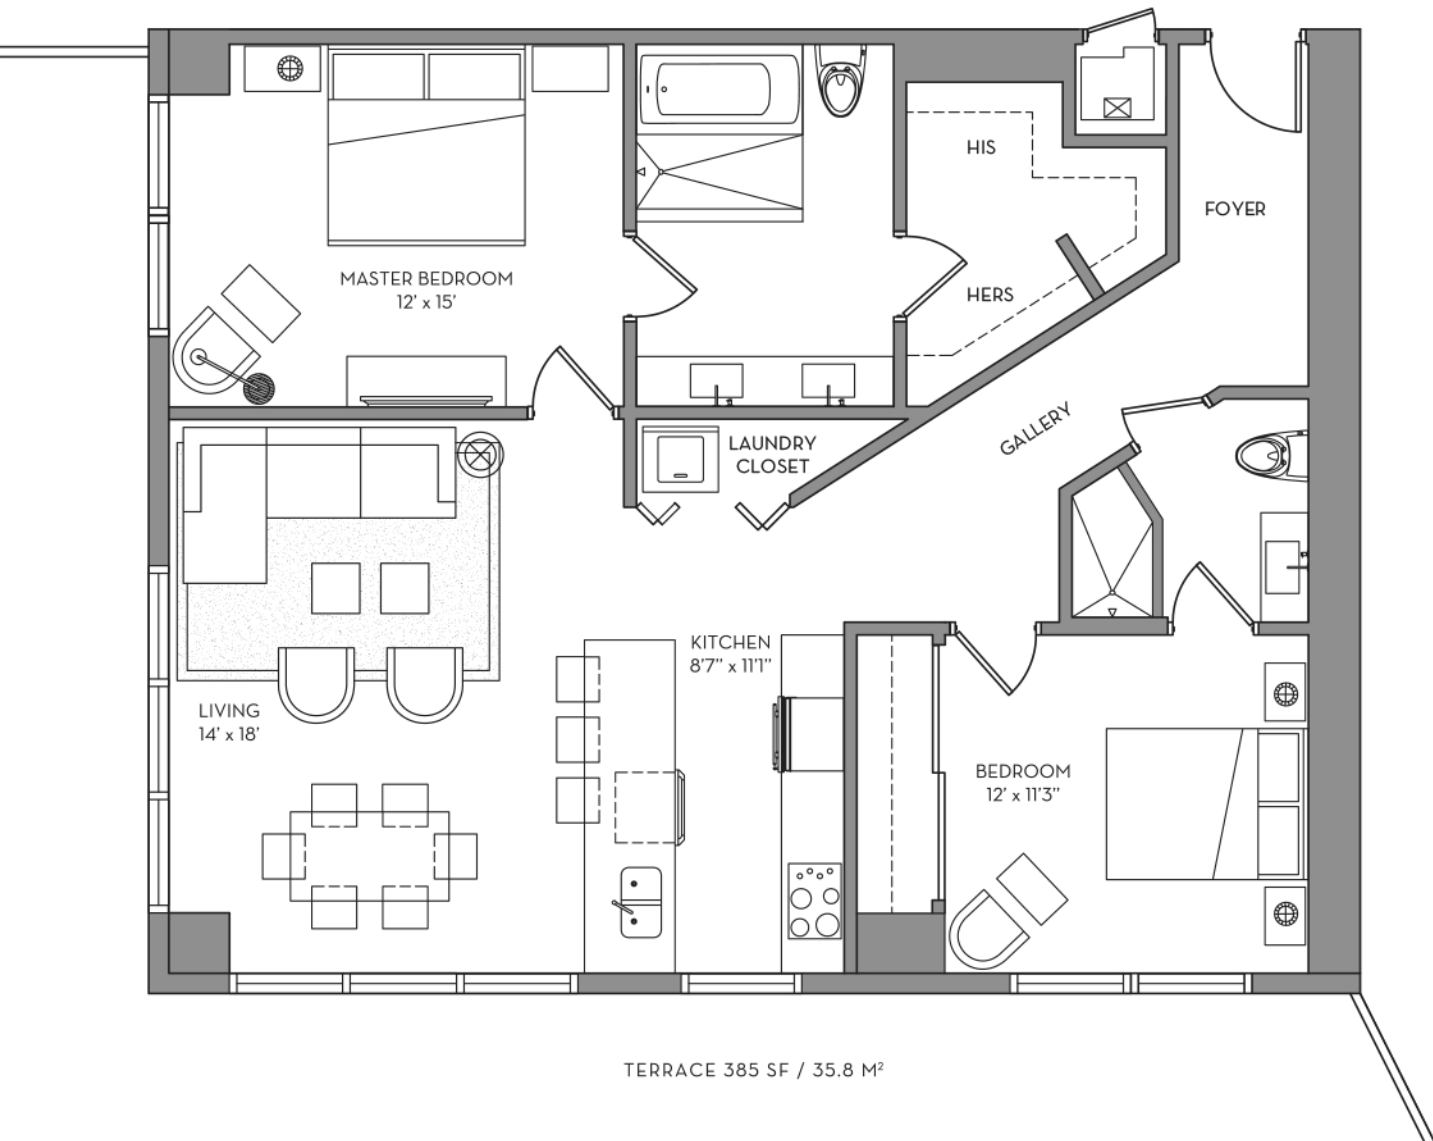 HIS
FOYER
MASTER BEDROOM
12' x 15'
HERS
GALLERY
LAUNDRY
CLOSET
KITCHEN
8'7" x 11'1"
LIVING
14' x 18'
BEDROOM
12' x 11'3"
TERRACE 385 SF / 35.8 M²